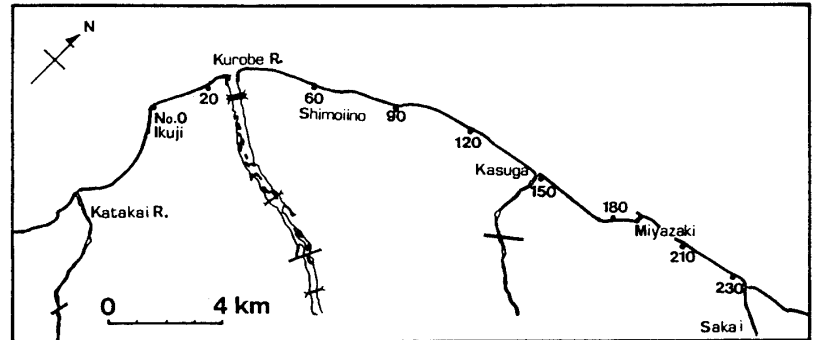 N
Kurobe R.
20
60
No.0
Ikuji
Shimoiino
90
120
Kasuga
150
180
Katakai R.
Miyazaki
210
230
0 4 km
Sakai